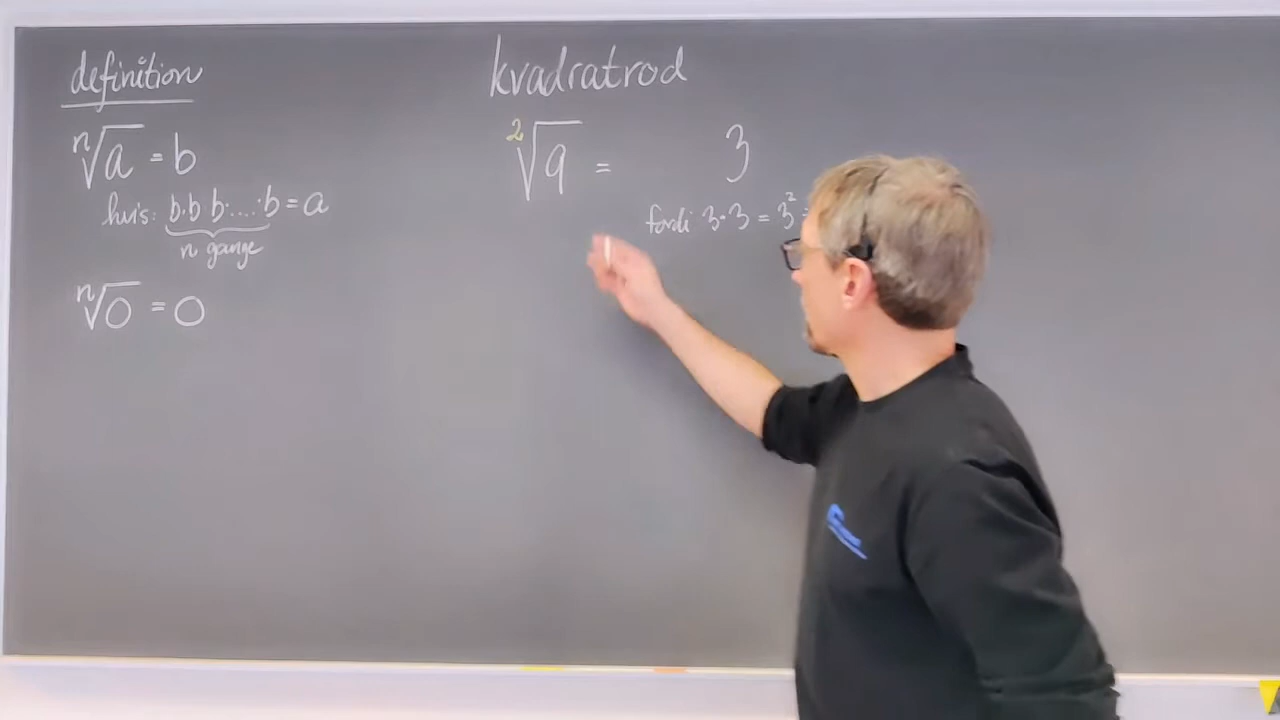 definition
ⁿ√a = b
hvis: b·b·b·....·b = a
n gange
ⁿ√0 = 0
kvadratrod
²√9 = 3
fordi 3·3 = 3² =